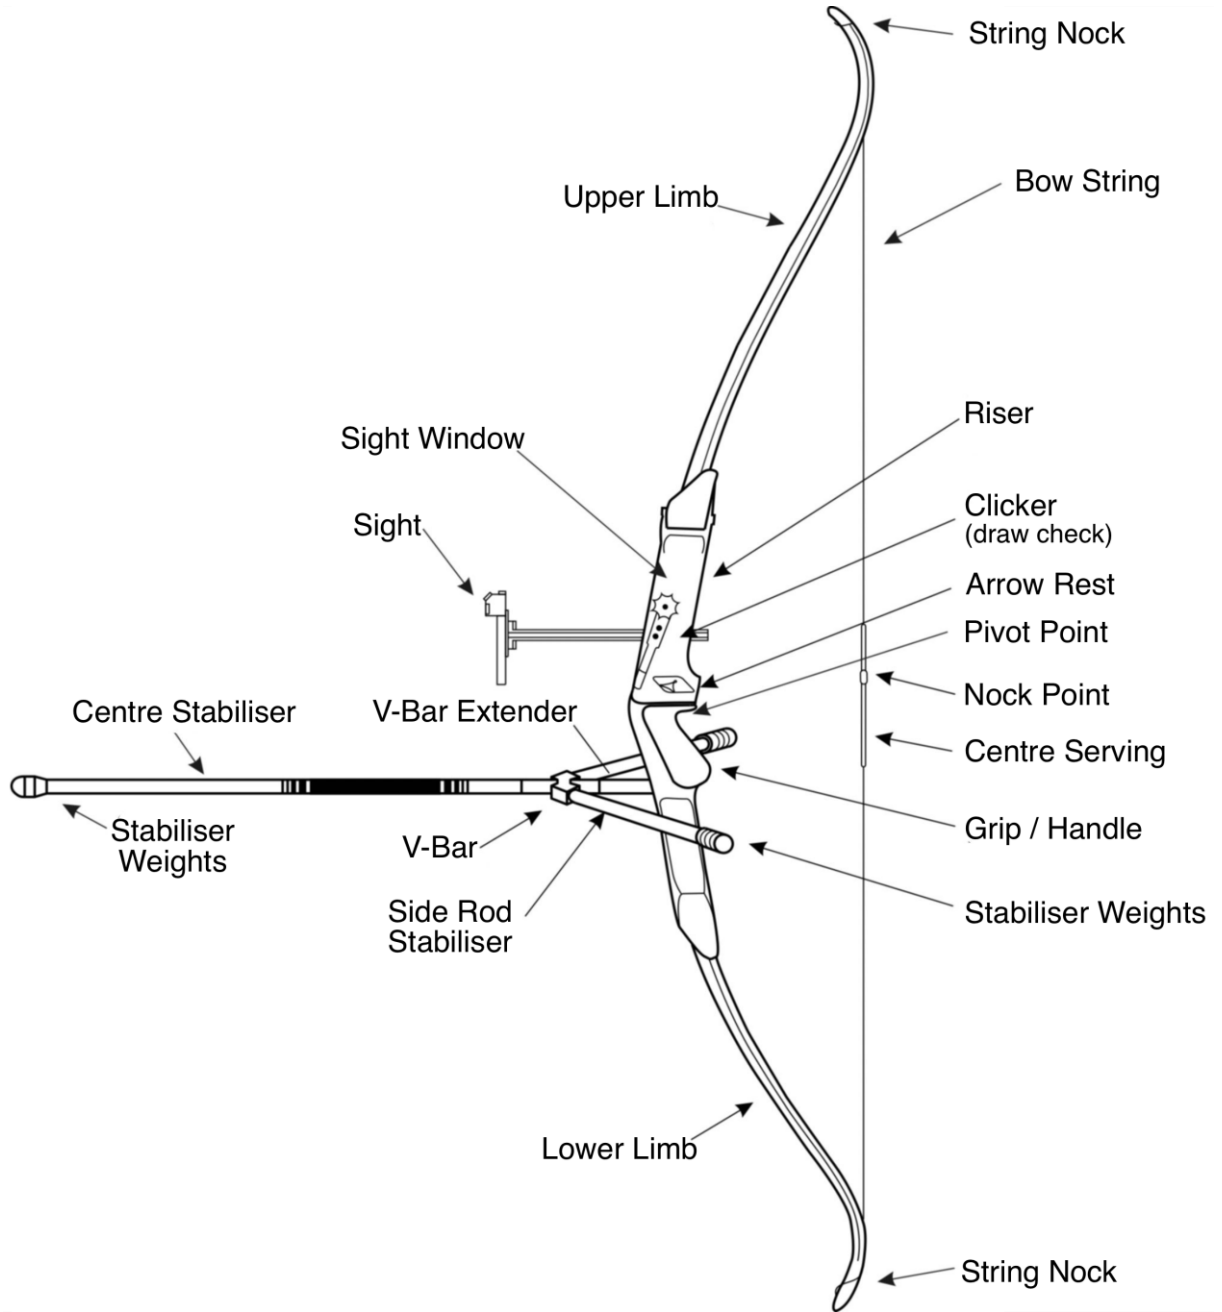 String Nock
Bow String
Upper Limb
Riser
Sight Window
Clicker
(draw check)
Sight
Arrow Rest
Pivot Point
Nock Point
Centre Stabiliser
V-Bar Extender
Centre Serving
Stabiliser
Weights
Grip / Handle
V-Bar
Side Rod
Stabiliser
Stabiliser Weights
Lower Limb
String Nock